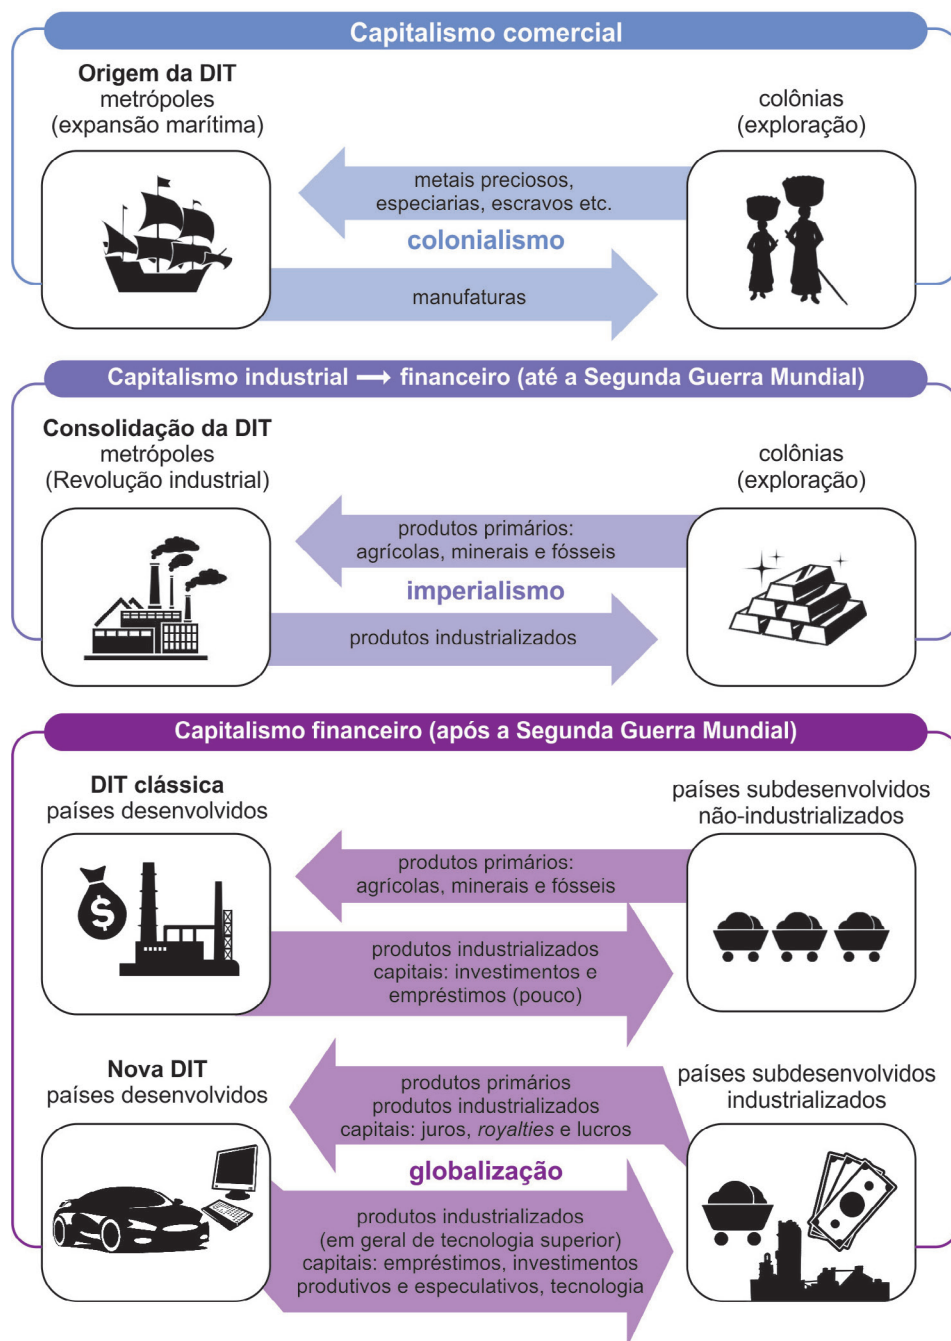 Capitalismo comercial
Origem da DIT
metrópoles
(expansão marítima)
colônias
(exploração)
metais preciosos,
especiarias, escravos etc.
colonialismo
manufaturas
Capitalismo industrial → financeiro (até a Segunda Guerra Mundial)
Consolidação da DIT
metrópoles
(Revolução industrial)
colônias
(exploração)
produtos primários:
agrícolas, minerais e fósseis
imperialismo
produtos industrializados
Capitalismo financeiro (após a Segunda Guerra Mundial)
DIT clássica
países desenvolvidos
países subdesenvolvidos
não-industrializados
produtos primários:
agrícolas, minerais e fósseis
$
produtos industrializados
capitais: investimentos e
empréstimos (pouco)
Nova DIT
países desenvolvidos
países subdesenvolvidos
industrializados
produtos primários
produtos industrializados
capitais: juros, royalties e lucros
globalização
produtos industrializados
(em geral de tecnologia superior)
capitais: empréstimos, investimentos
produtivos e especulativos, tecnologia